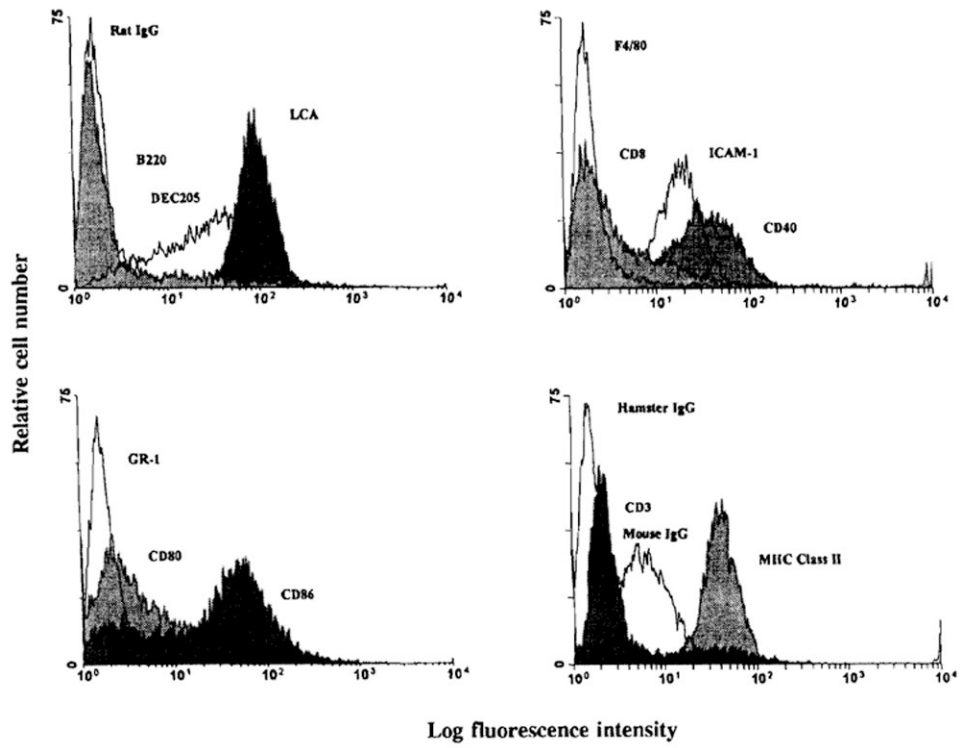 75
Rat IgG
LCA
B220
DEC205
0
10⁰ 10¹ 10² 10³ 10⁴
75
F4/80
CD8 ICAM-1
CD40
0
10⁰ 10¹ 10² 10³ 10⁴
Relative cell number
75
GR-1
CD80
CD86
0
10⁰ 10¹ 10² 10³ 10⁴
75
Hamster IgG
CD3
Mouse IgG
MHC Class II
0
10⁰ 10¹ 10² 10³ 10⁴
Log fluorescence intensity